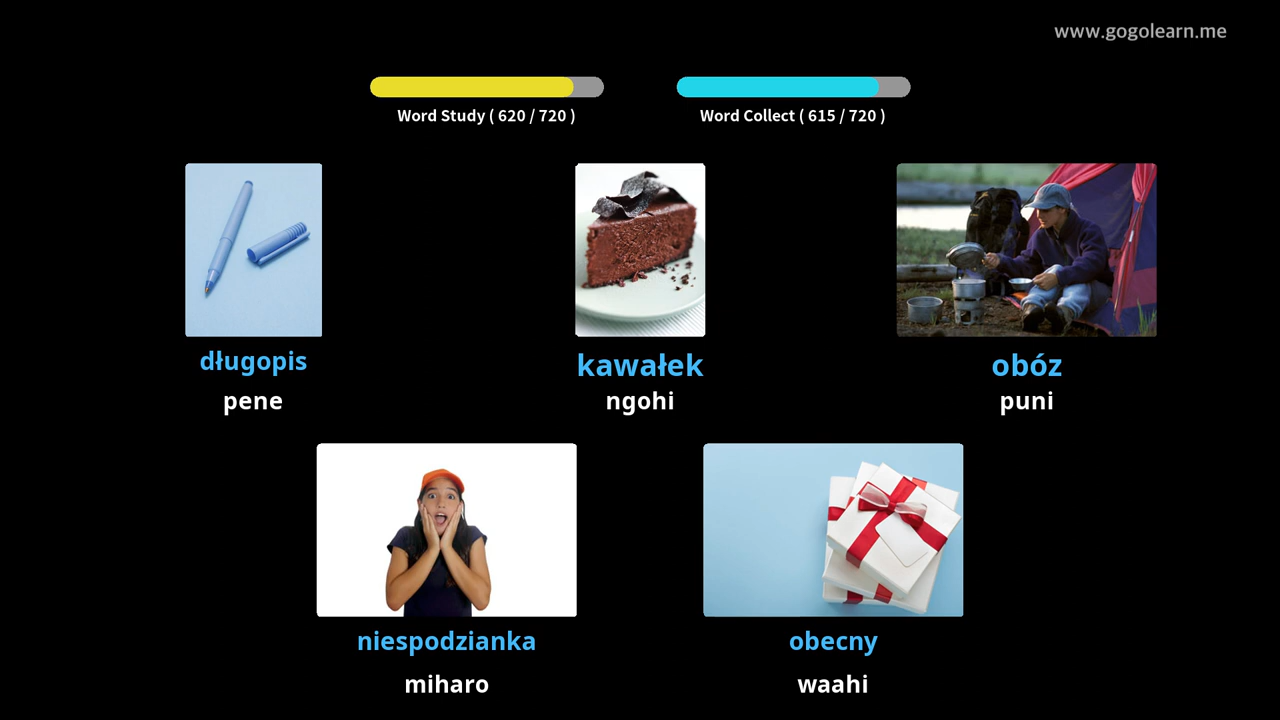 www.gogolearn.me
Word Study ( 620 / 720 )
Word Collect ( 615 / 720 )
długopis
kawałek
obóz
pene
ngohi
puni
niespodzianka
obecny
miharo
waahi